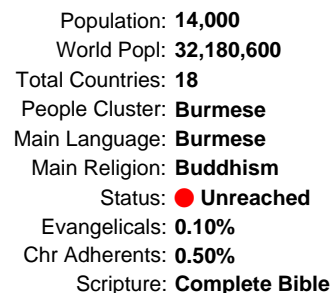 Population: 14,000
World Popl: 32,180,600
Total Countries: 18
People Cluster: Burmese
Main Language: Burmese
Main Religion: Buddhism
Status: Unreached
Evangelicals: 0.10%
Chr Adherents: 0.50%
Scripture: Complete Bible